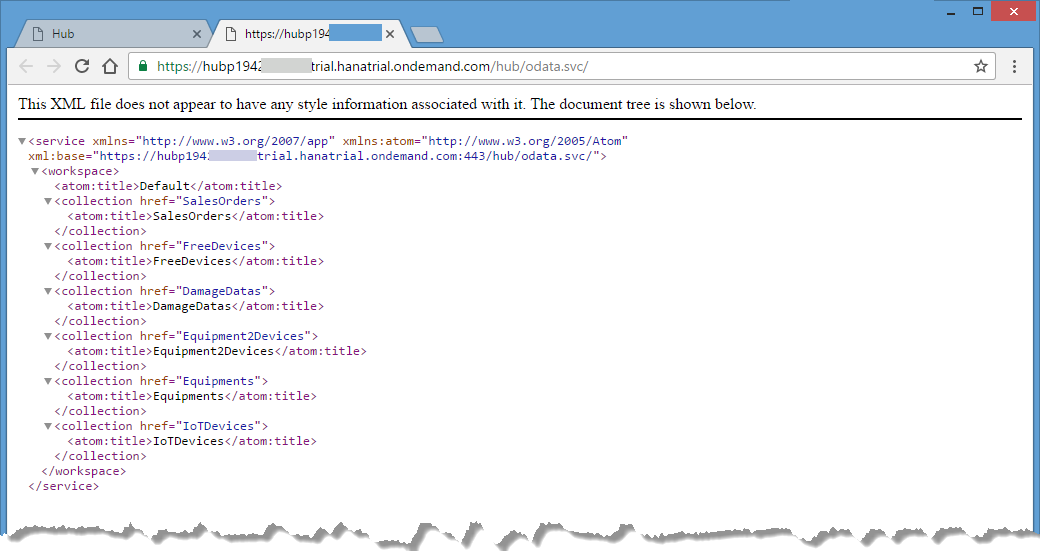 Hub
https://hubp194
https://hubp194 trial.hanatrial.ondemand.com/hub/odata.svc/
This XML file does not appear to have any style information associated with it. The document tree is shown below.
<service xmlns="http://www.w3.org/2007/app" xmlns:atom="http://www.w3.org/2005/Atom"
xml:base="https://hubp194 trial.hanatrial.ondemand.com:443/hub/odata.svc/">
<workspace>
<atom:title>Default</atom:title>
<collection href="SalesOrders">
<atom:title>SalesOrders</atom:title>
</collection>
<collection href="FreeDevices">
<atom:title>FreeDevices</atom:title>
</collection>
<collection href="DamageDatas">
<atom:title>DamageDatas</atom:title>
</collection>
<collection href="Equipment2Devices">
<atom:title>Equipment2Devices</atom:title>
</collection>
<collection href="Equipments">
<atom:title>Equipments</atom:title>
</collection>
<collection href="IoTDevices">
<atom:title>IoTDevices</atom:title>
</collection>
</workspace>
</service>